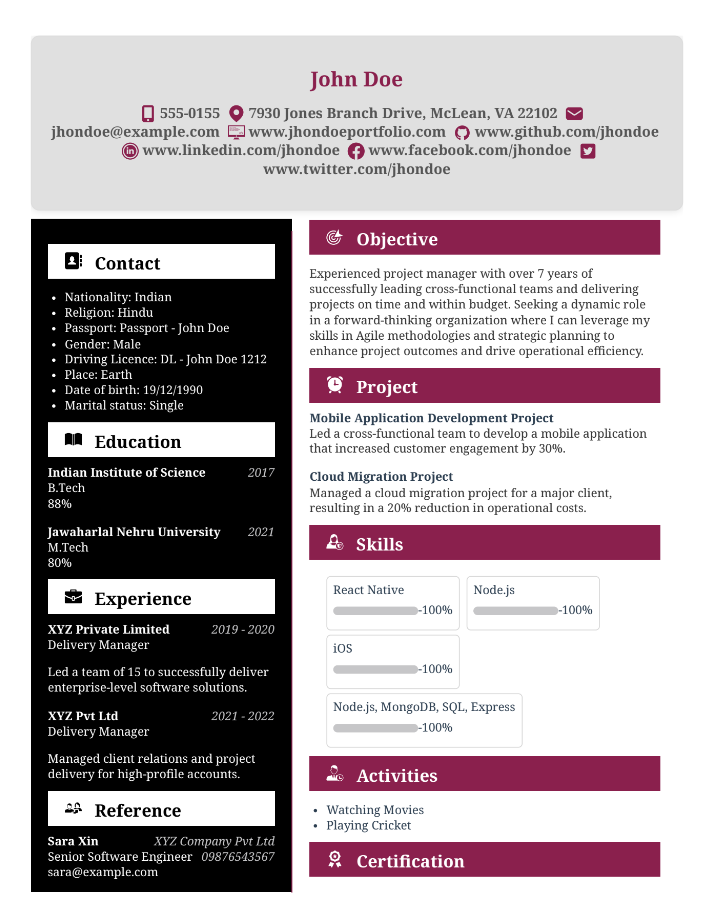 John Doe
555-0155 7930 Jones Branch Drive, McLean, VA 22102
jhondoe@example.com www.jhondoeportfolio.com www.github.com/jhondoe
www.linkedin.com/jhondoe www.facebook.com/jhondoe
www.twitter.com/jhondoe
Contact
• Nationality: Indian
• Religion: Hindu
• Passport: Passport - John Doe
• Gender: Male
• Driving Licence: DL - John Doe 1212
• Place: Earth
• Date of birth: 19/12/1990
• Marital status: Single
Education
Indian Institute of Science 2017
B.Tech
88%
Jawaharlal Nehru University 2021
M.Tech
80%
Experience
XYZ Private Limited 2019 - 2020
Delivery Manager
Led a team of 15 to successfully deliver
enterprise-level software solutions.
XYZ Pvt Ltd 2021 - 2022
Delivery Manager
Managed client relations and project
delivery for high-profile accounts.
Reference
Sara Xin XYZ Company Pvt Ltd
Senior Software Engineer 09876543567
sara@example.com
Objective
Experienced project manager with over 7 years of
successfully leading cross-functional teams and delivering
projects on time and within budget. Seeking a dynamic role
in a forward-thinking organization where I can leverage my
skills in Agile methodologies and strategic planning to
enhance project outcomes and drive operational efficiency.
Project
Mobile Application Development Project
Led a cross-functional team to develop a mobile application
that increased customer engagement by 30%.
Cloud Migration Project
Managed a cloud migration project for a major client,
resulting in a 20% reduction in operational costs.
Skills
React Native Node.js
-100% -100%
iOS
-100%
Node.js, MongoDB, SQL, Express
-100%
Activities
• Watching Movies
• Playing Cricket
Certification